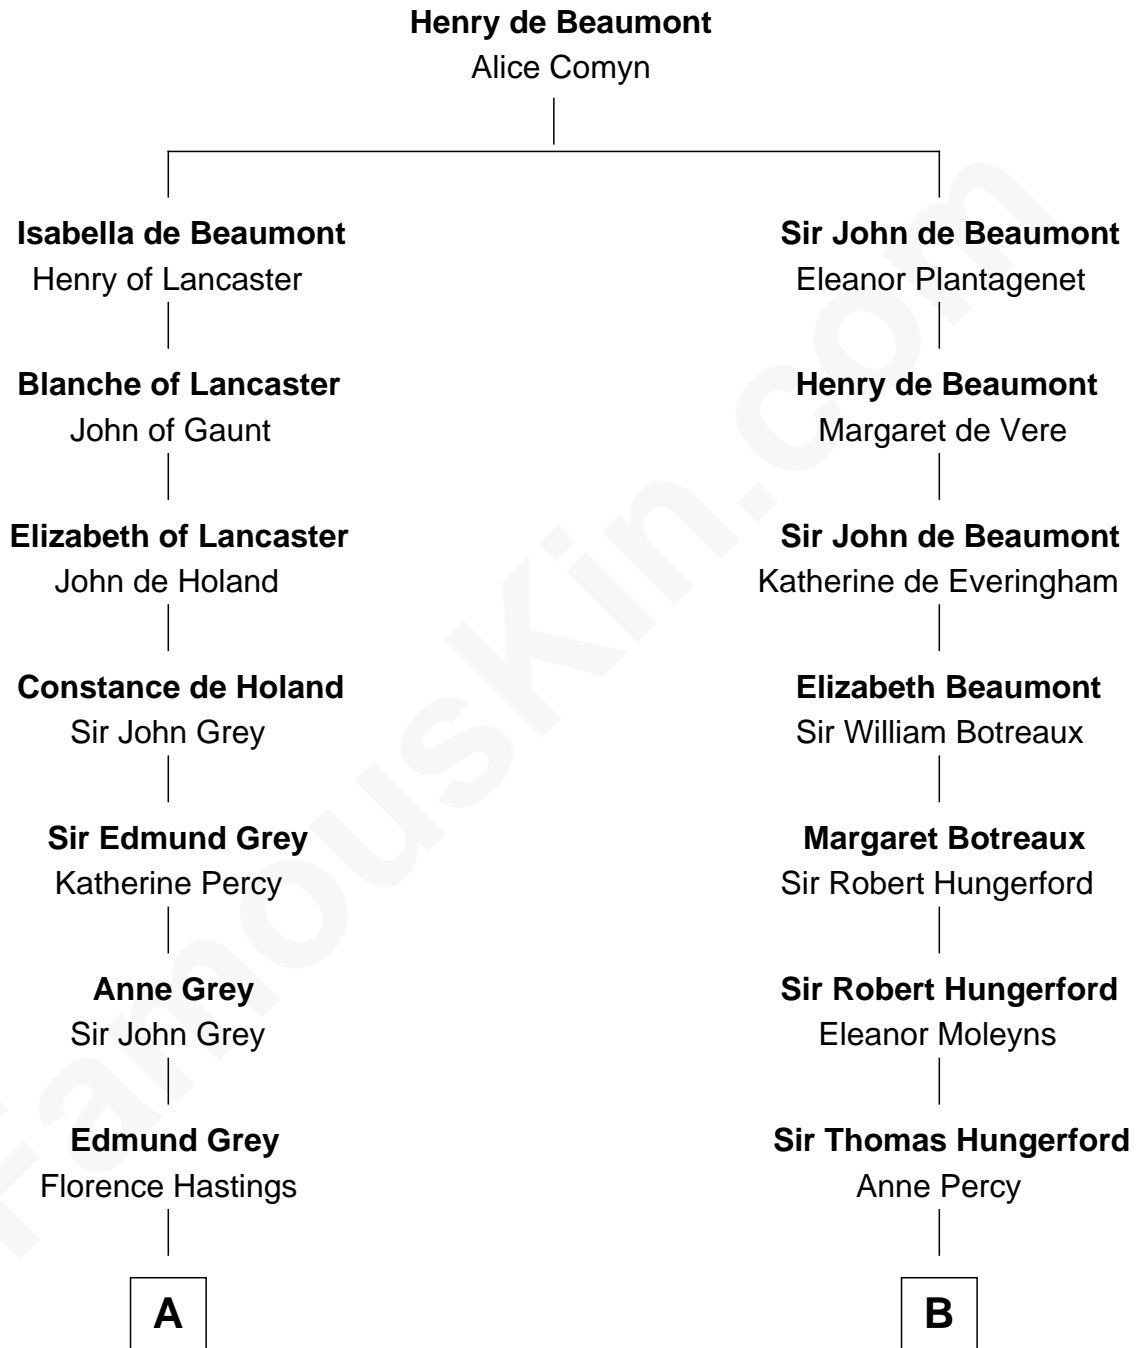 Henry de Beaumont
Alice Comyn
Isabella de Beaumont
Henry of Lancaster
Sir John de Beaumont
Eleanor Plantagenet
Blanche of Lancaster
John of Gaunt
Henry de Beaumont
Margaret de Vere
Elizabeth of Lancaster
John de Holand
Sir John de Beaumont
Katherine de Everingham
Constance de Holand
Sir John Grey
Elizabeth Beaumont
Sir William Botreaux
Sir Edmund Grey
Katherine Percy
Margaret Botreaux
Sir Robert Hungerford
Anne Grey
Sir John Grey
Sir Robert Hungerford
Eleanor Moleyns
Edmund Grey
Florence Hastings
Sir Thomas Hungerford
Anne Percy
A
B
FamousKin.com